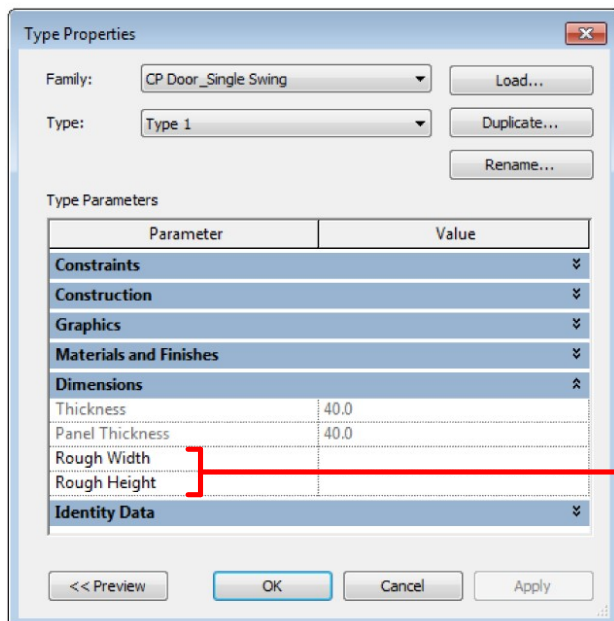 Type Properties
Family: CP Door_Single Swing Load...
Type: Type 1 Duplicate...
Rename...
Type Parameters
Parameter Value
Constraints
Construction
Graphics
Materials and Finishes
Dimensions
Thickness 40.0
Panel Thickness 40.0
Rough Width
Rough Height
Identity Data
<< Preview OK Cancel Apply